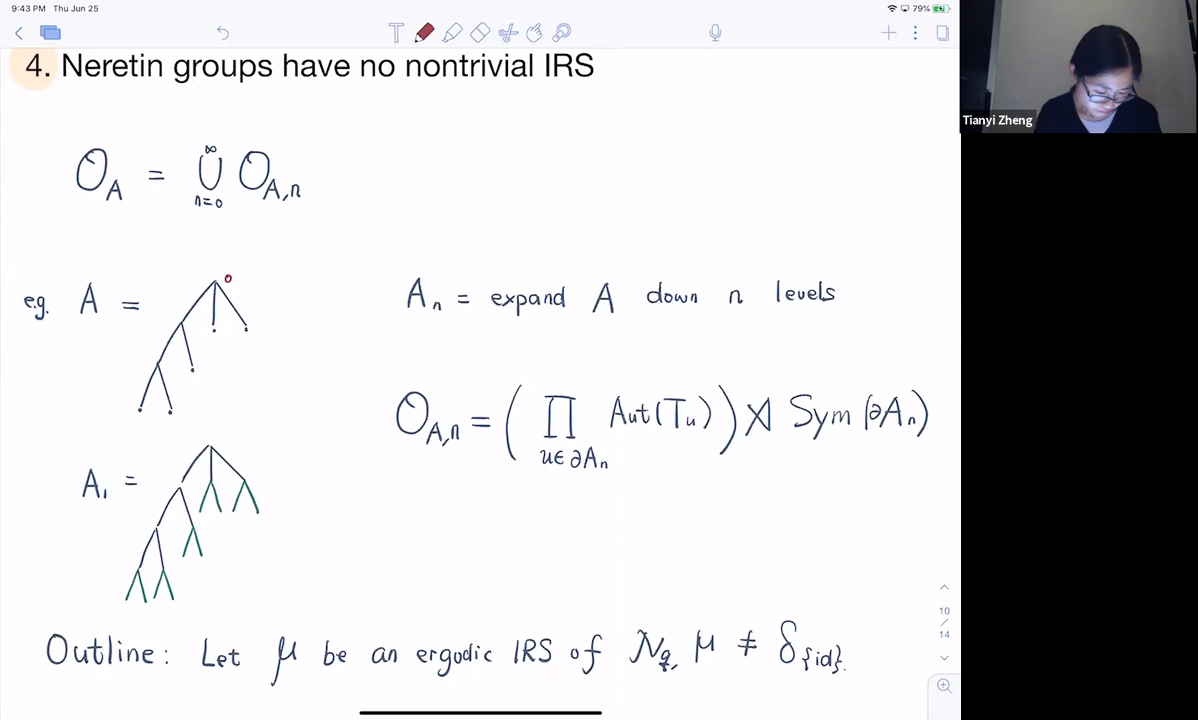 9:43 PM Thu Jun 25
79%
4. Neretin groups have no nontrivial IRS
O_A = ∪_{n=0}^{∞} O_{A,n}
e.g. A =
o
A_n = expand A down n levels
O_{A,n} = ( ∏_{u∈∂A_n} Aut(T_u) ) ⋊ Sym(∂A_n)
A_1 =
Outline: Let μ be an ergodic IRS of N_q, μ ≠ δ_{{id}}.
10
/
14
Tianyi Zheng